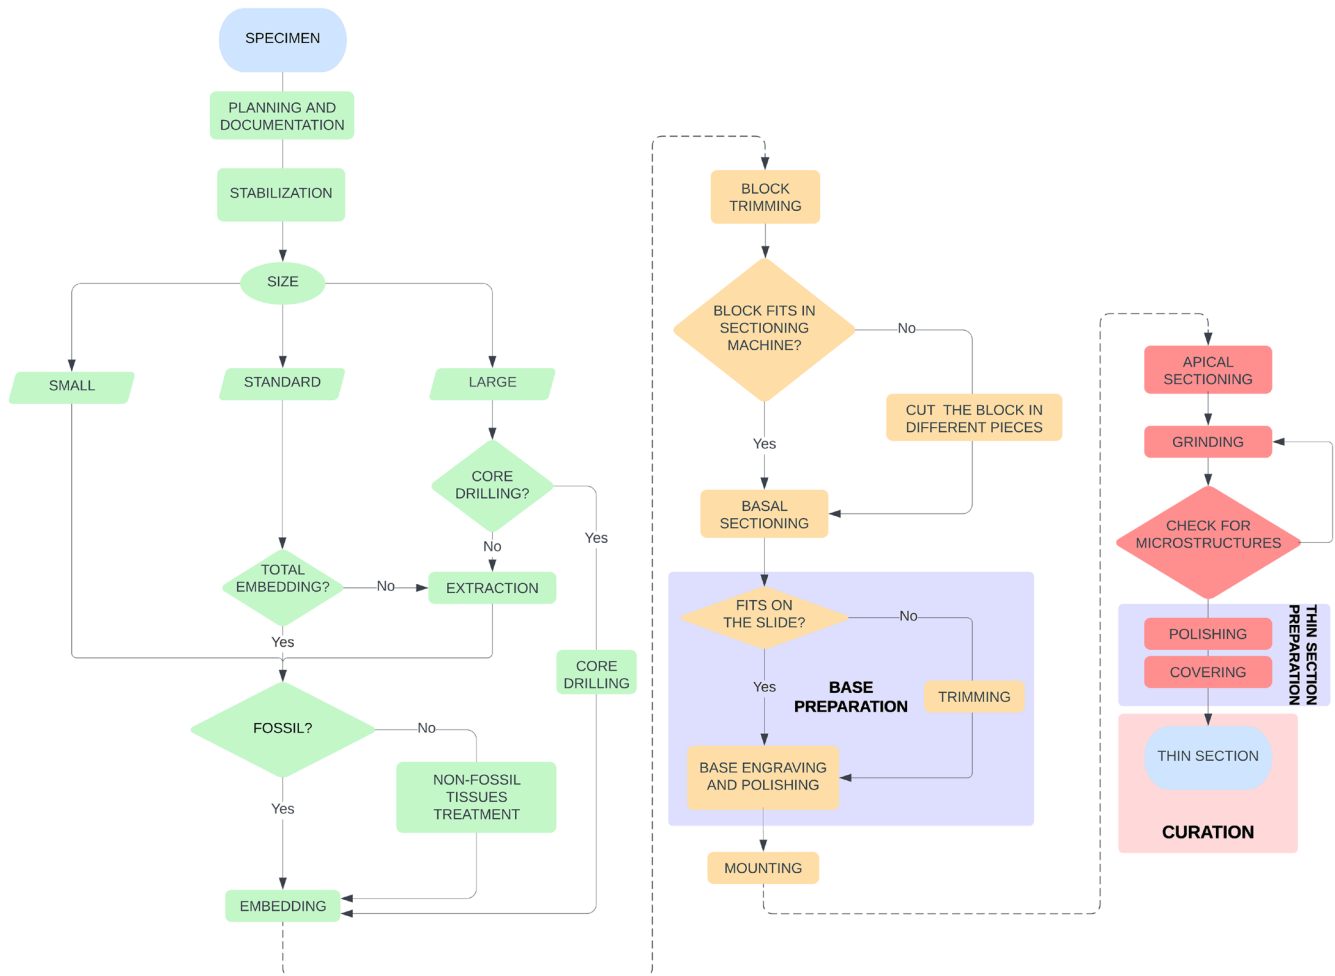 SPECIMEN
PLANNING AND
DOCUMENTATION
STABILIZATION
SIZE
SMALL
STANDARD
LARGE
CORE
DRILLING?
No
Yes
TOTAL
EMBEDDING?
No
EXTRACTION
Yes
CORE
DRILLING
FOSSIL?
No
NON-FOSSIL
TISSUES
TREATMENT
Yes
EMBEDDING
BLOCK
TRIMMING
BLOCK FITS IN
SECTIONING
MACHINE?
No
CUT THE BLOCK IN
DIFFERENT PIECES
Yes
BASAL
SECTIONING
FITS ON
THE SLIDE?
No
Yes
BASE
PREPARATION
TRIMMING
BASE ENGRAVING
AND POLISHING
MOUNTING
APICAL
SECTIONING
GRINDING
CHECK FOR
MICROSTRUCTURES
POLISHING
COVERING
THIN SECTION
PREPARATION
THIN SECTION
CURATION